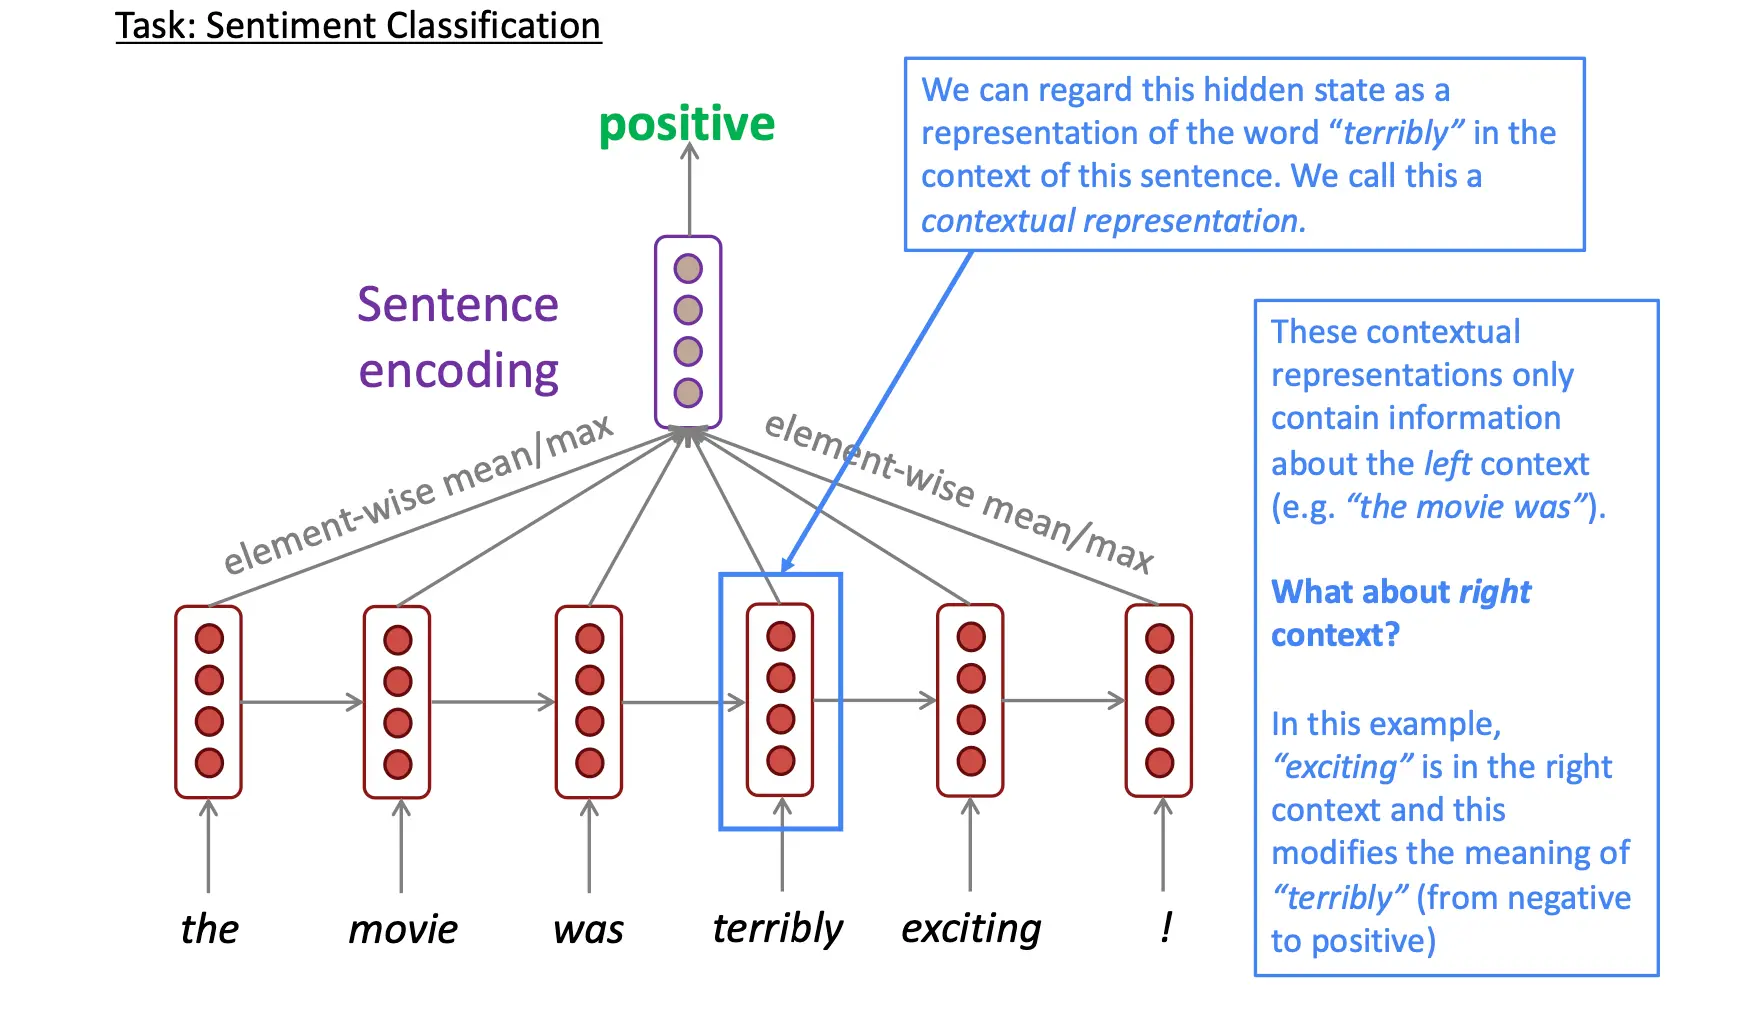 Task: Sentiment Classification
We can regard this hidden state as a
representation of the word “terribly” in the
context of this sentence. We call this a
contextual representation.
positive
Sentence
encoding
element-wise mean/max
element-wise mean/max
These contextual
representations only
contain information
about the left context
(e.g. “the movie was”).
What about right
context?
In this example,
“exciting” is in the right
context and this
modifies the meaning of
“terribly” (from negative
to positive)
the movie was terribly exciting !